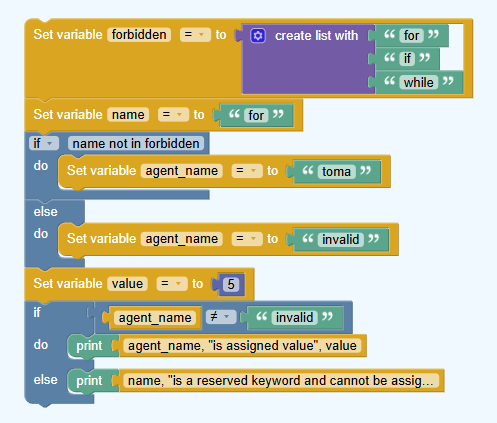 Set variable forbidden = to create list with “ for ”
“ if ”
“ while ”
Set variable name = to “ for ”
if name not in forbidden
do Set variable agent_name = to “ toma ”
else
do Set variable agent_name = to “ invalid ”
Set variable value = to 5
if agent_name ≠ “ invalid ”
do print agent_name, "is assigned value", value
else print name, "is a reserved keyword and cannot be assig...